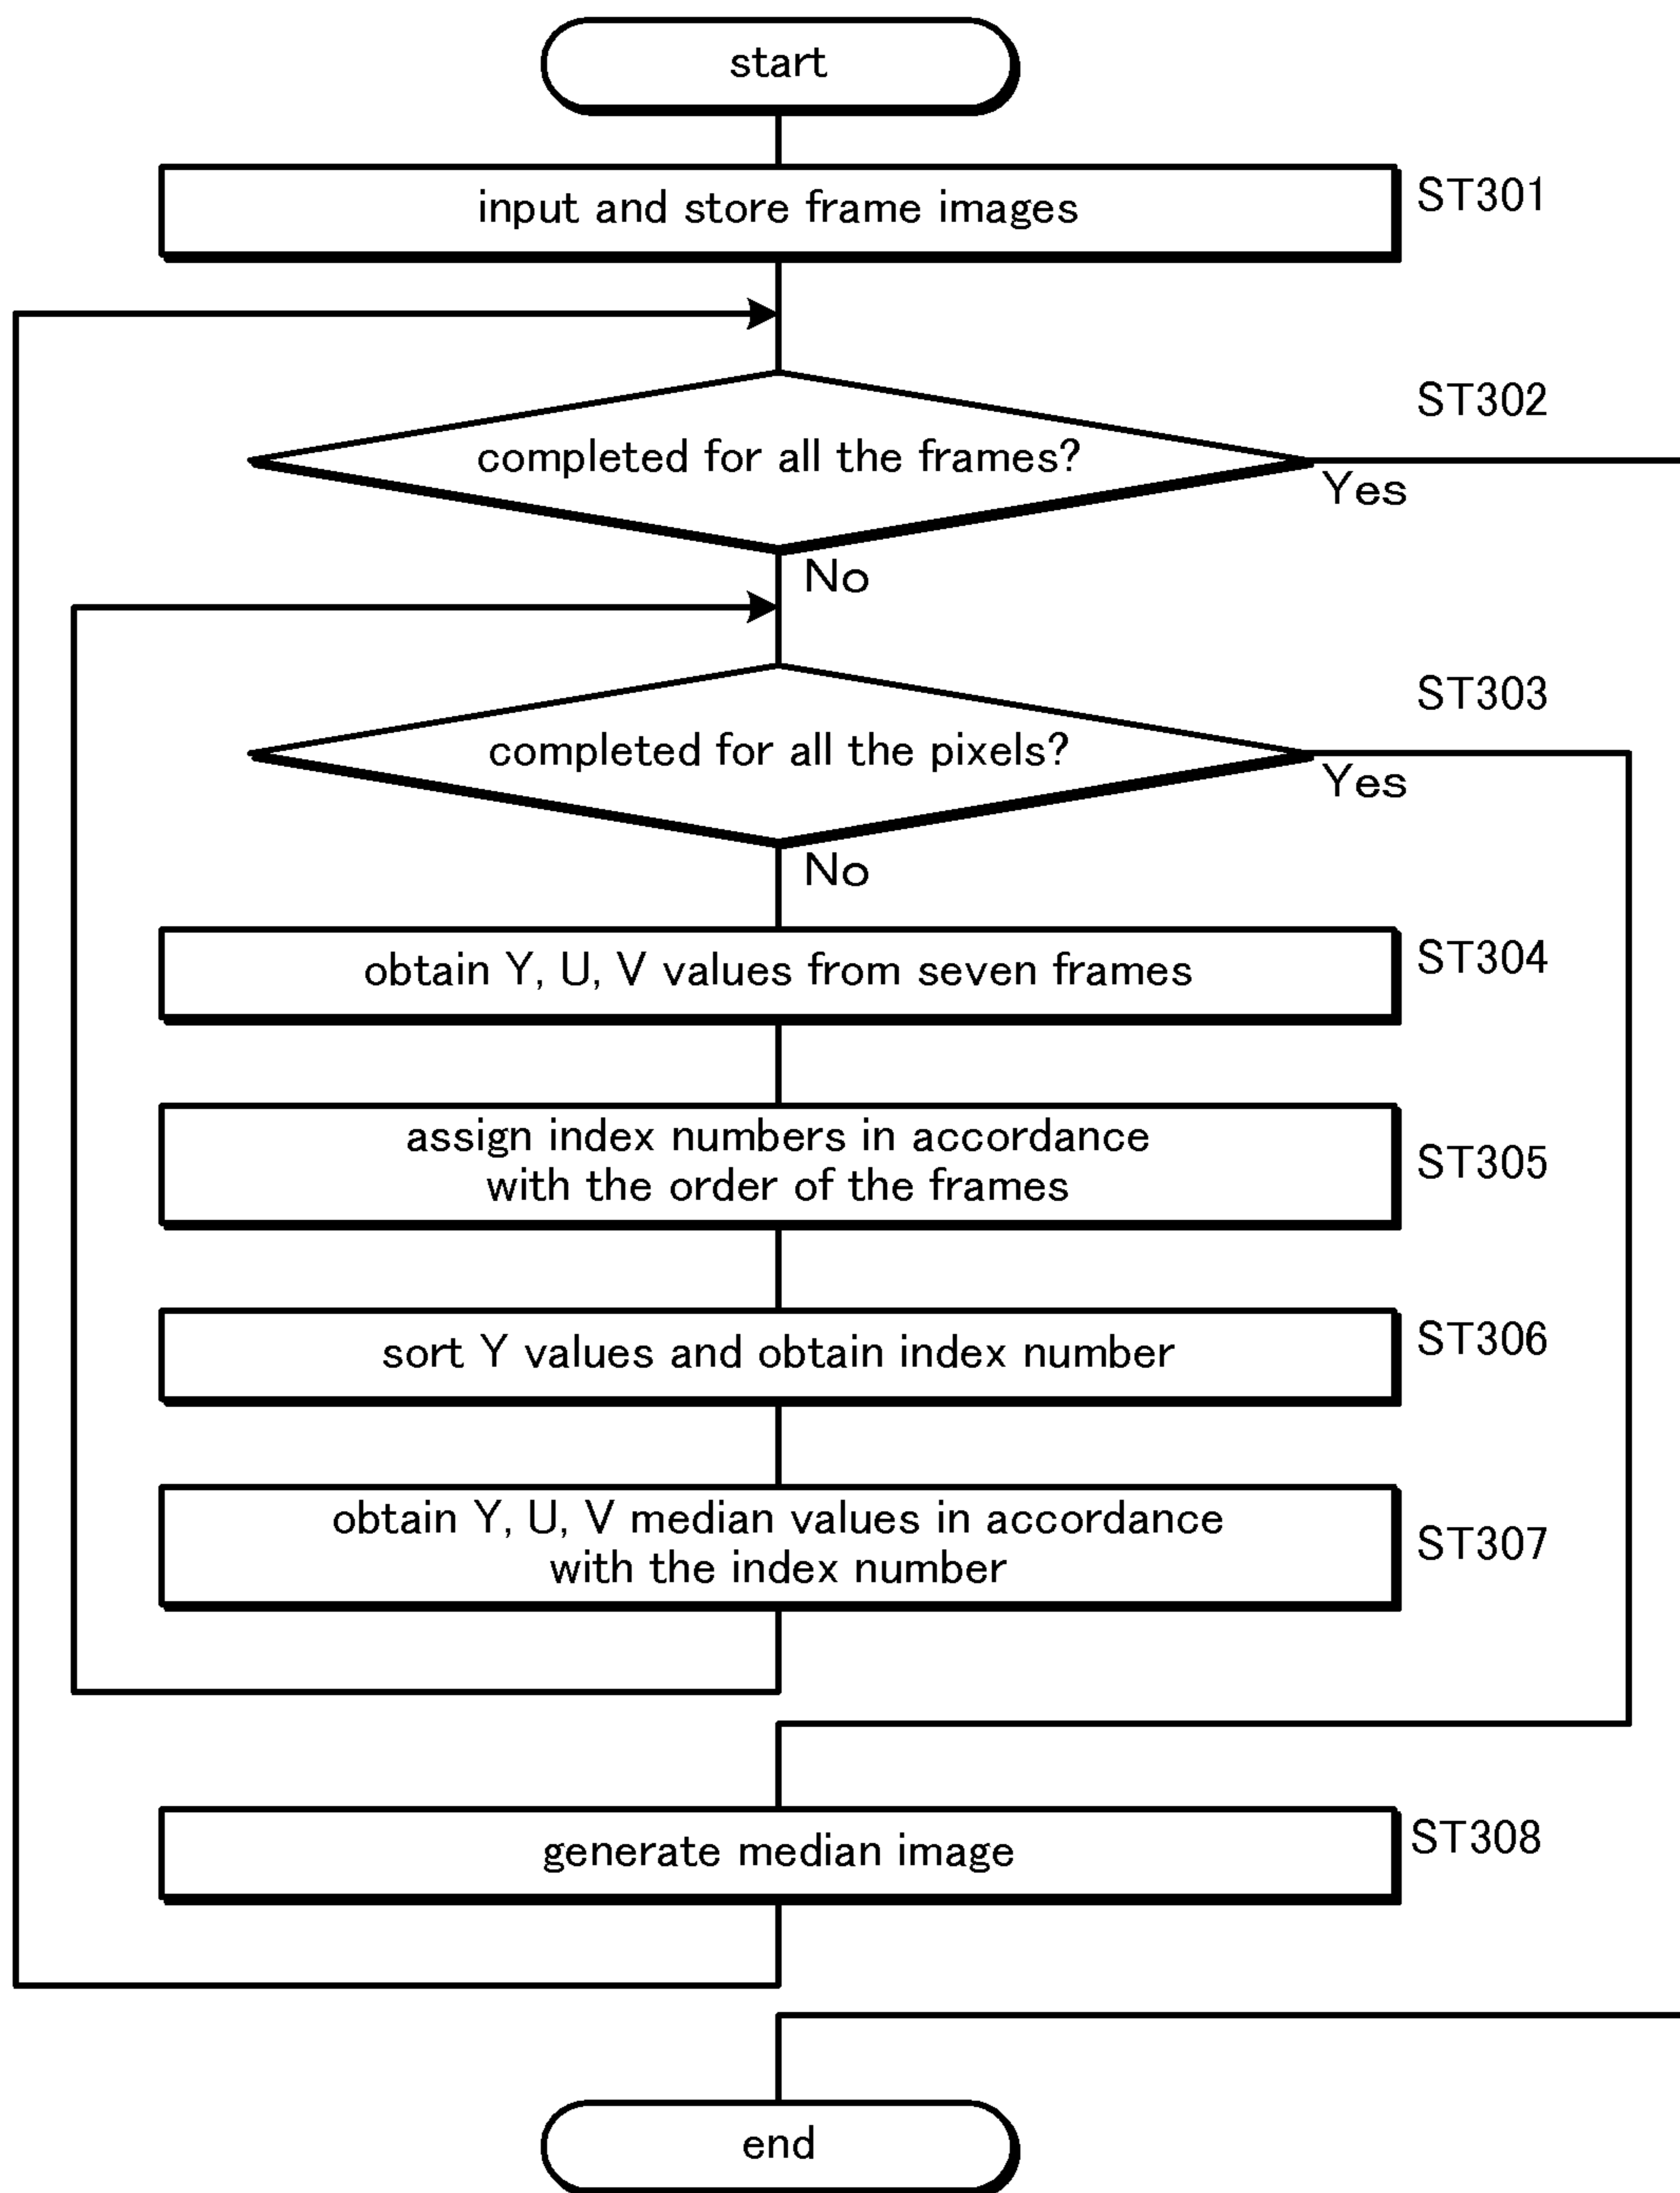 start
input and store frame images
ST301
completed for all the frames?
ST302
Yes
No
completed for all the pixels?
ST303
Yes
No
obtain Y, U, V values from seven frames
ST304
assign index numbers in accordance
with the order of the frames
ST305
sort Y values and obtain index number
ST306
obtain Y, U, V median values in accordance
with the index number
ST307
generate median image
ST308
end